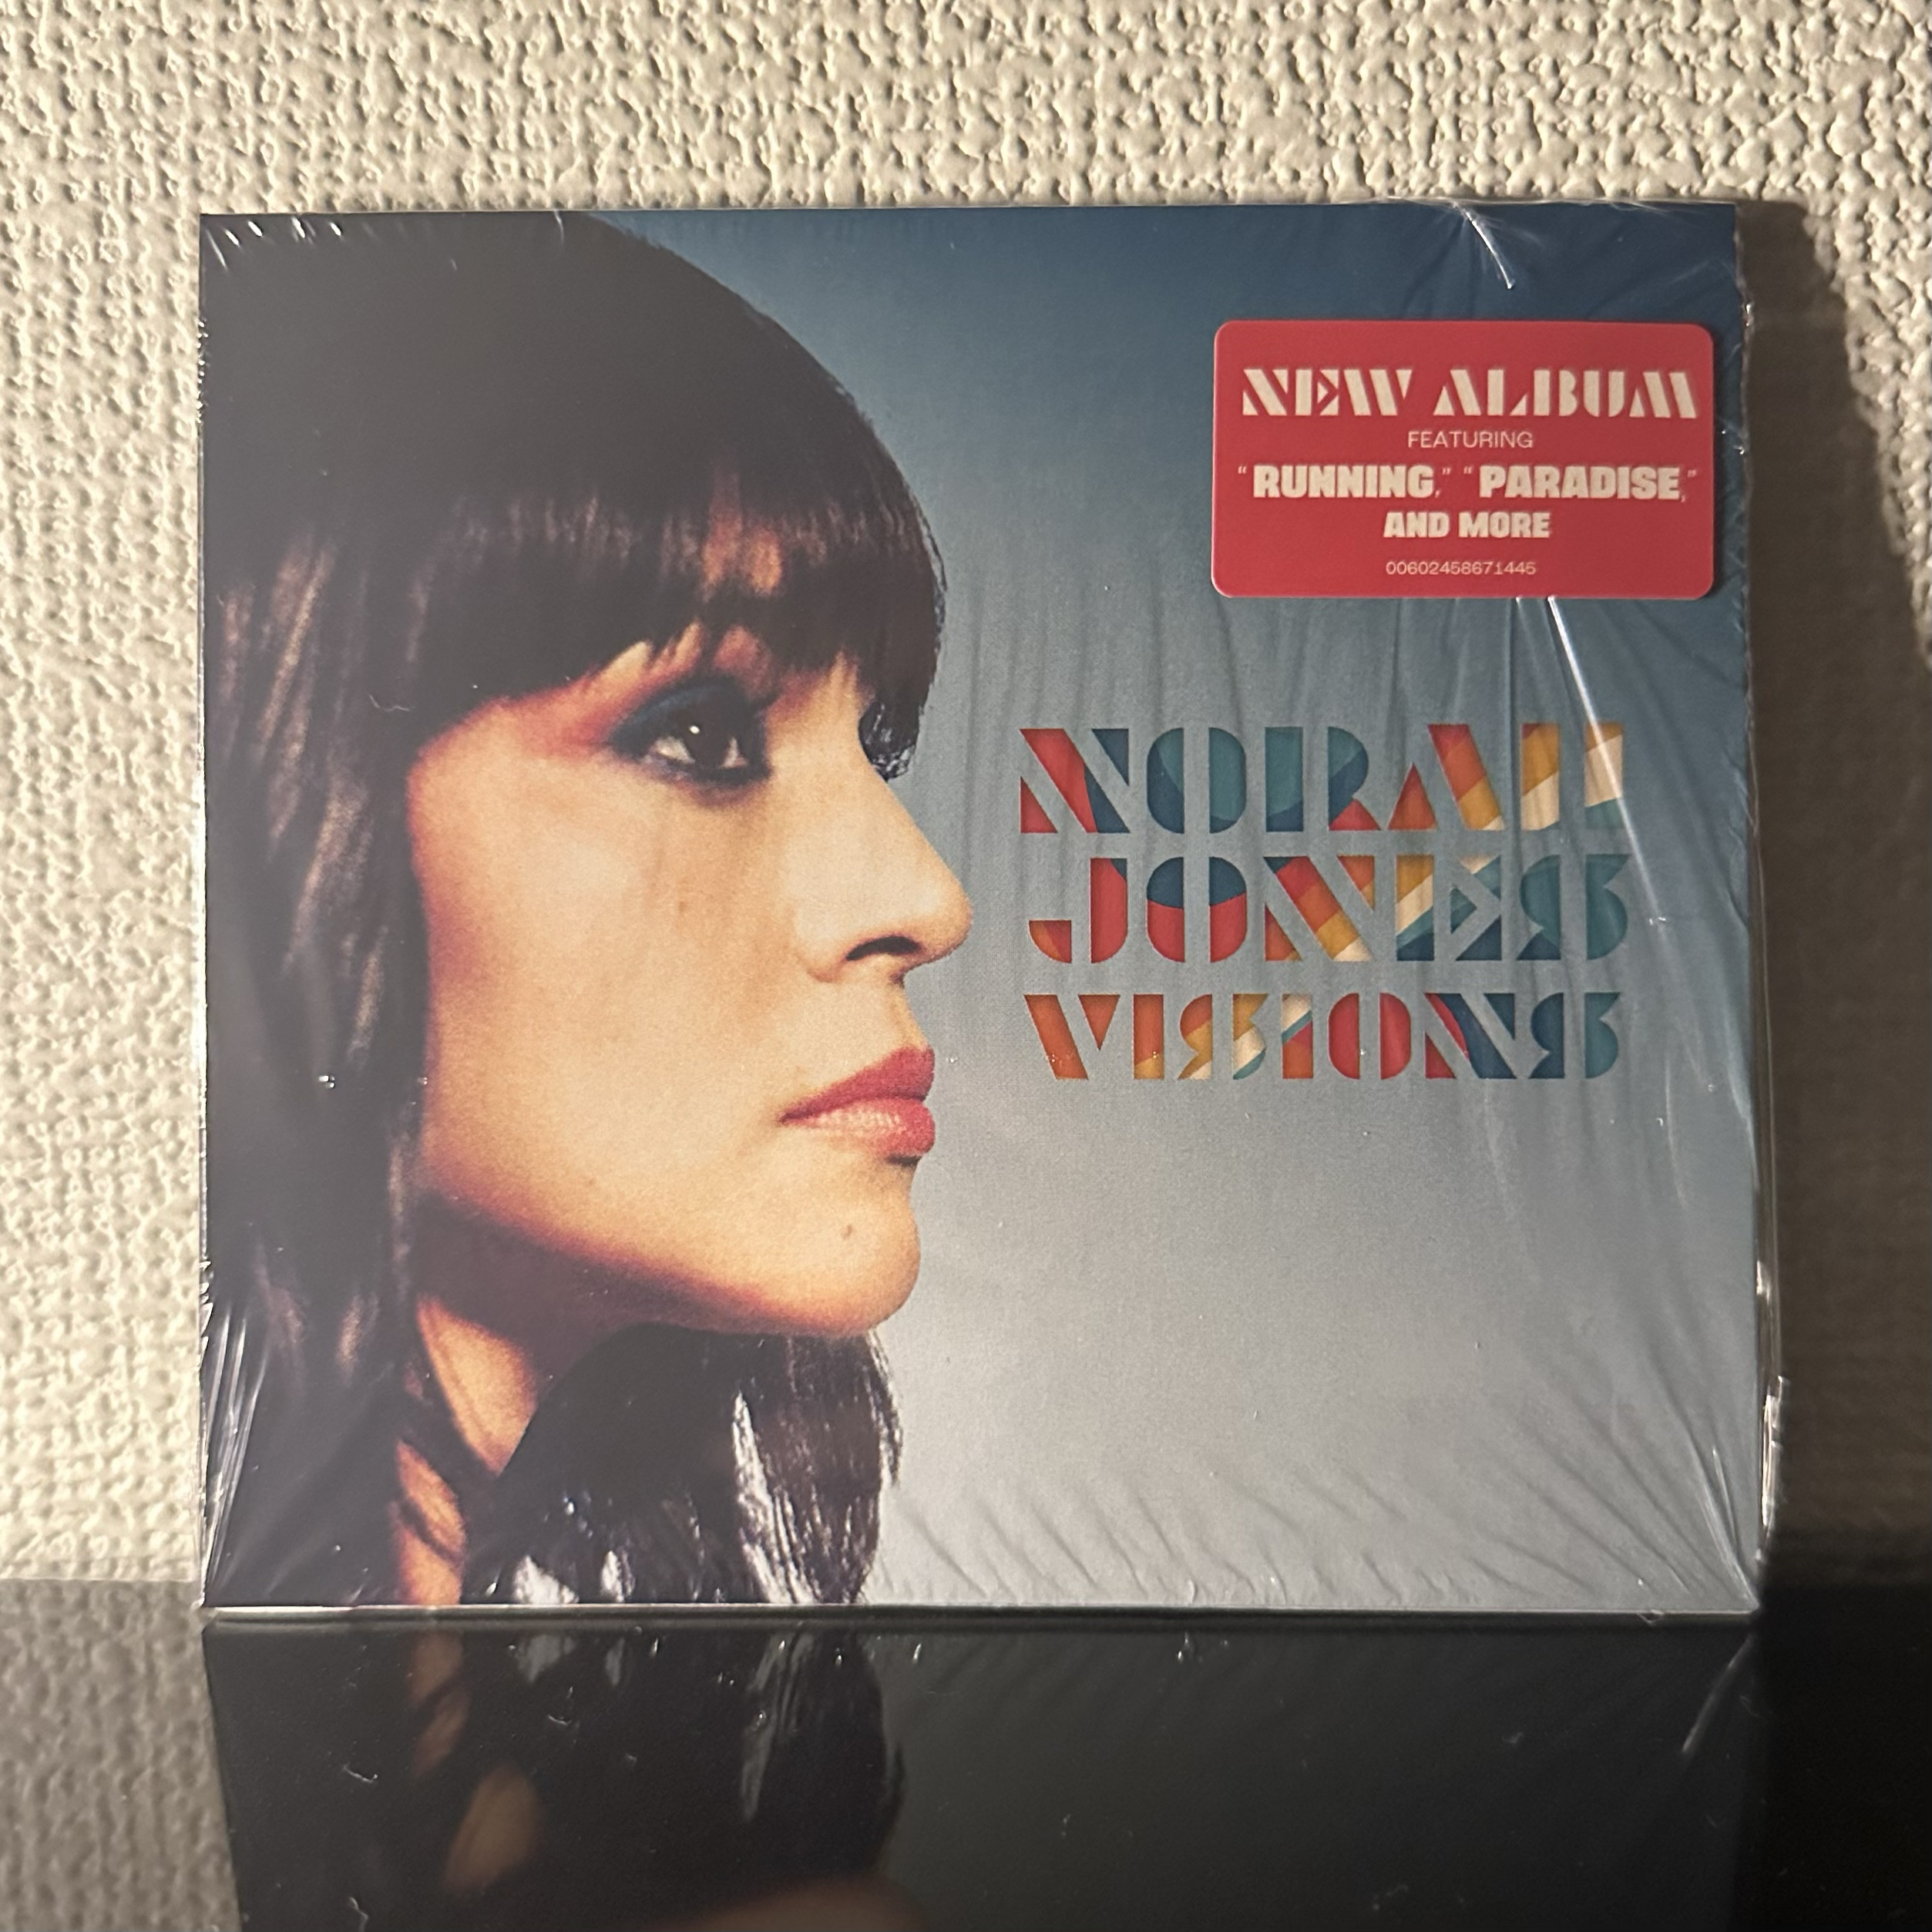 NEW ALBUM
FEATURING
“RUNNING,” “PARADISE,”
AND MORE
00602458671445
NORAH
JONES
VISIONS